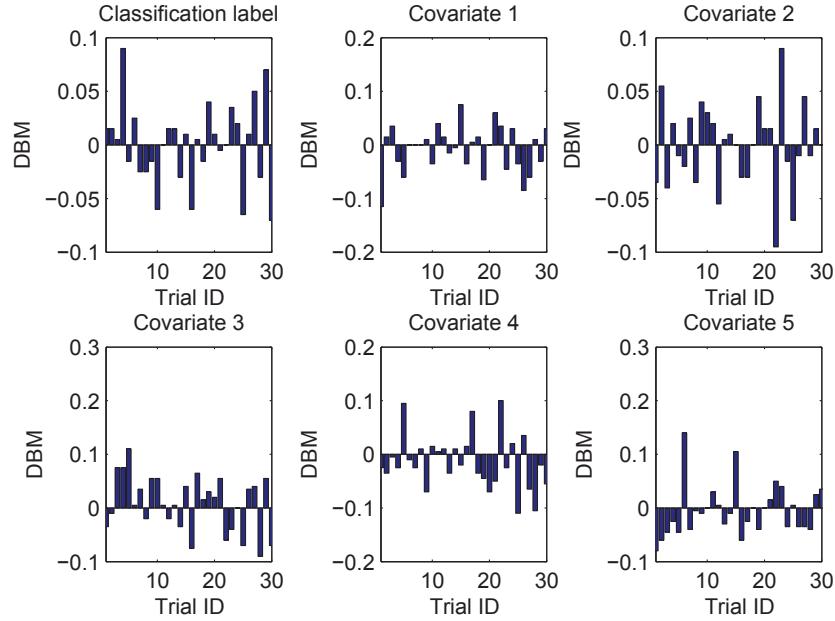 Classification label
0.1
0.05
0
−0.05
−0.1
DBM
10 20 30
Trial ID
Covariate 1
0.2
0.1
0
−0.1
−0.2
DBM
10 20 30
Trial ID
Covariate 2
0.1
0.05
0
−0.05
−0.1
DBM
10 20 30
Trial ID
Covariate 3
0.3
0.2
0.1
0
−0.1
DBM
10 20 30
Trial ID
Covariate 4
0.2
0.1
0
−0.1
−0.2
DBM
10 20 30
Trial ID
Covariate 5
0.3
0.2
0.1
0
−0.1
DBM
10 20 30
Trial ID